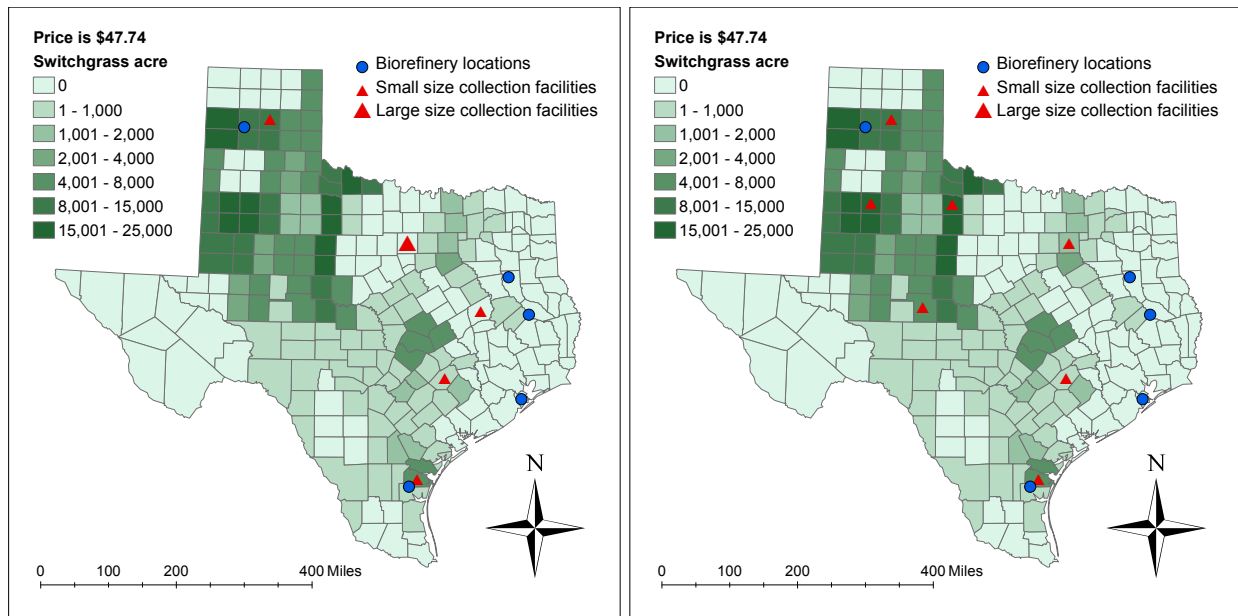 Price is $47.74
Switchgrass acre
0
1 - 1,000
1,001 - 2,000
2,001 - 4,000
4,001 - 8,000
8,001 - 15,000
15,001 - 25,000
Biorefinery locations
Small size collection facilities
Large size collection facilities
N
0 100 200 400 Miles
Price is $47.74
Switchgrass acre
0
1 - 1,000
1,001 - 2,000
2,001 - 4,000
4,001 - 8,000
8,001 - 15,000
15,001 - 25,000
Biorefinery locations
Small size collection facilities
Large size collection facilities
N
0 100 200 400 Miles